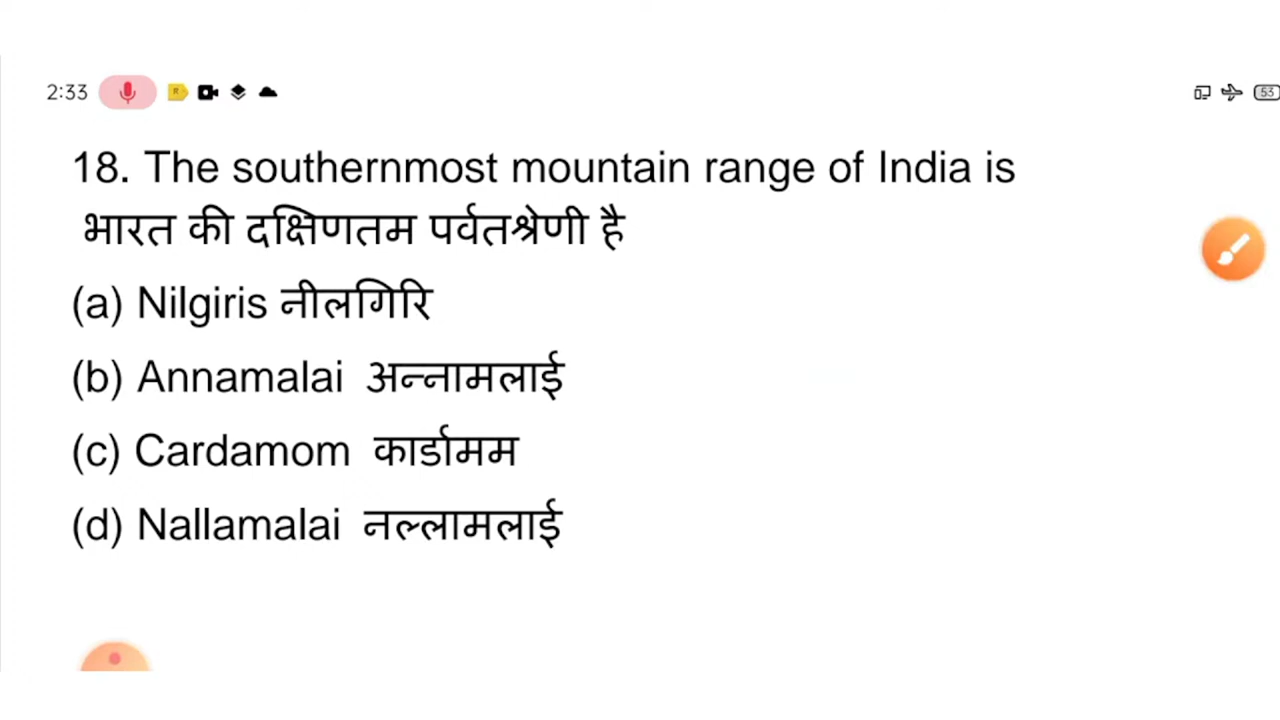 2:33 R 53
18. The southernmost mountain range of India is
भारत की दक्षिणतम पर्वतश्रेणी है
(a) Nilgiris नीलगिरि
(b) Annamalai अन्नामलाई
(c) Cardamom कार्डामम
(d) Nallamalai नल्लामलाई